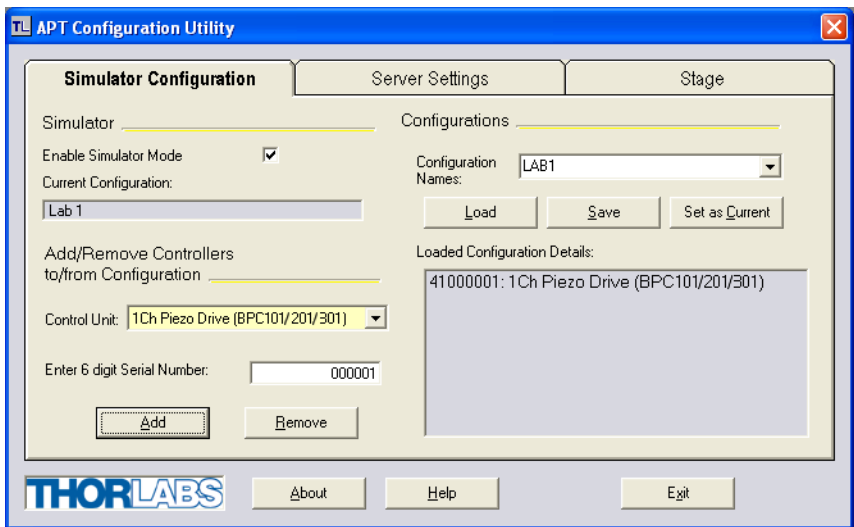 TL APT Configuration Utility
Simulator Configuration
Server Settings
Stage
Simulator
Enable Simulator Mode
Current Configuration:
Lab 1
Add/Remove Controllers
to/from Configuration
Control Unit: 1Ch Piezo Drive (BPC101/201/301)
Enter 6 digit Serial Number: 000001
Add
Remove
Configurations
Configuration
Names:
LAB1
Load
Save
Set as Current
Loaded Configuration Details:
41000001: 1Ch Piezo Drive (BPC101/201/301)
THORLABS
About
Help
Exit